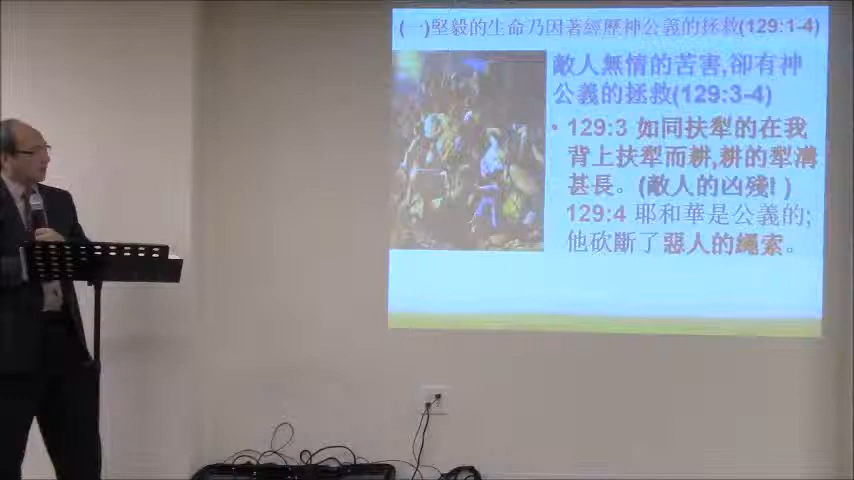 (一)堅毅的生命乃因著經歷神公義的拯救(129:1-4)
敵人無情的苦害,卻有神
公義的拯救(129:3-4)
• 129:3 如同扶犁的在我
背上扶犁而耕,耕的犁溝
甚長。(敵人的凶殘! )
129:4 耶和華是公義的;
他砍斷了惡人的繩索。